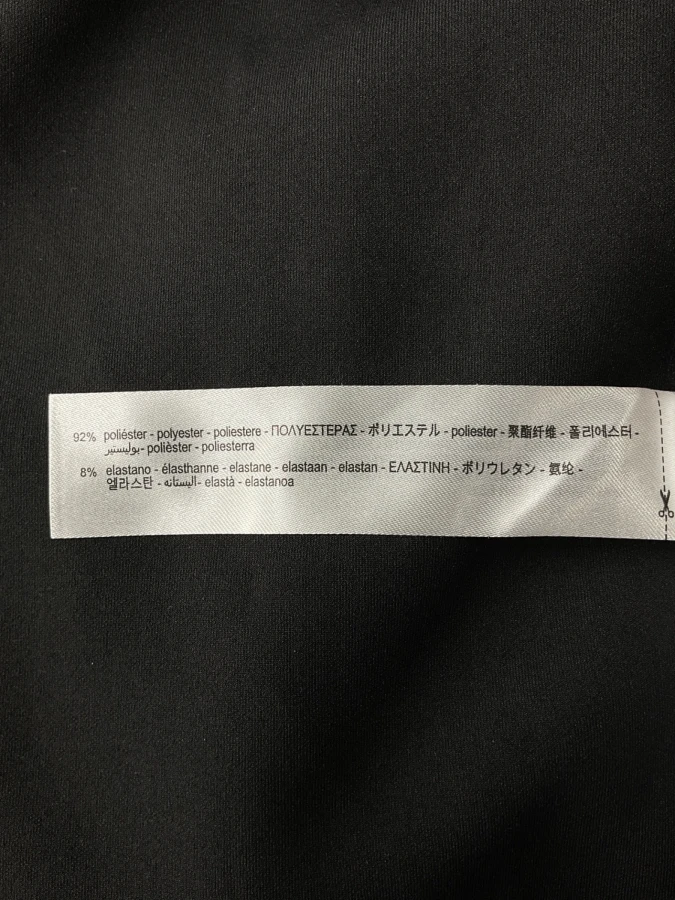 92% poliéster - polyester - poliestere - ΠΟΛΥΕΣΤΕΡΑΣ - ポリエステル - poliester - 聚酯纤维 - 폴리에스터 -
بوليستير - polièster - poliesterra
8% elastano - élasthanne - elastane - elastaan - elastan - ΕΛΑΣΤΙΝΗ - ポリウレタン - 氨纶 -
엘라스탄 - اليستانه - elastà - elastanoa